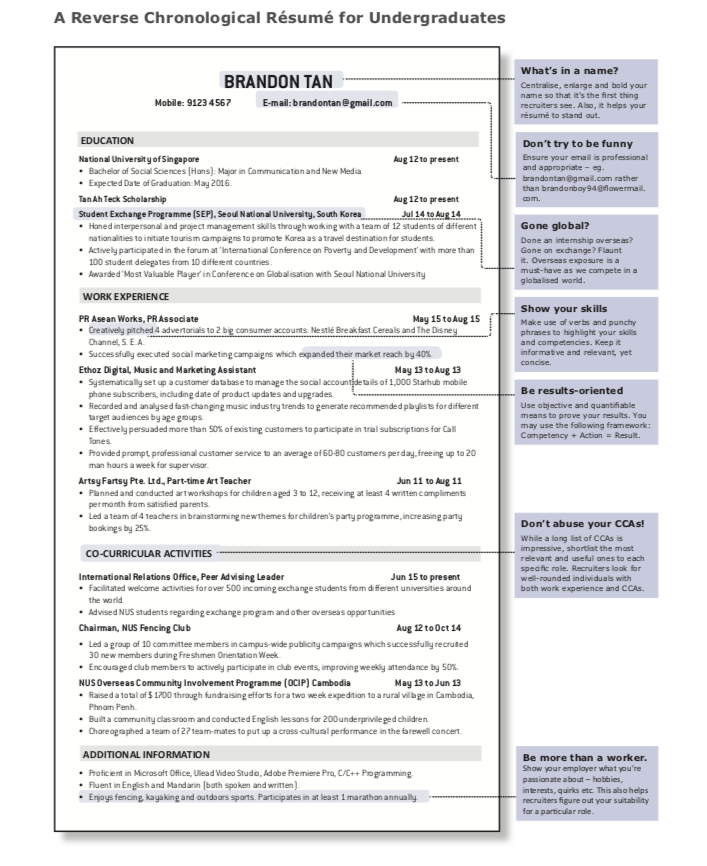 A Reverse Chronological Résumé for Undergraduates
BRANDON TAN
Mobile: 9123 4567 E-mail: brandontan@gmail.com
EDUCATION
National University of Singapore Aug 12 to present
• Bachelor of Social Sciences (Hons): Major in Communication and New Media.
• Expected Date of Graduation: May 2016.
Tan Ah Teck Scholarship Aug 12 to present
Student Exchange Programme (SEP), Seoul National University, South Korea Jul 14 to Aug 14
• Honed interpersonal and project management skills through working with a team of 12 students of different
nationalities to initiate tourism campaigns to promote Korea as a travel destination for students.
• Actively participated in the forum at 'International Conference on Poverty and Development' with more than
100 student delegates from 10 different countries.
• Awarded 'Most Valuable Player' in Conference on Globalisation with Seoul National University
WORK EXPERIENCE
PR Asean Works, PR Associate May 15 to Aug 15
• Creatively pitched 4 advertorials to 2 big consumer accounts: Nestlé Breakfast Cereals and The Disney
Channel, S. E. A.
• Successfully executed social marketing campaigns which expanded their market reach by 40%.
Ethoz Digital, Music and Marketing Assistant May 13 to Aug 13
• Systematically set up a customer database to manage the social account details of 1,000 Starhub mobile
phone subscribers, including date of product updates and upgrades.
• Recorded and analysed fast-changing music industry trends to generate recommended playlists for different
target audiences by age groups.
• Effectively persuaded more than 50% of existing customers to participate in trial subscriptions for Call
Tones.
• Provided prompt, professional customer service to an average of 60-80 customers per day, freeing up to 20
man hours a week for supervisor.
Artsy Fartsy Pte. Ltd., Part-time Art Teacher Jun 11 to Aug 11
• Planned and conducted art workshops for children aged 3 to 12, receiving at least 4 written compliments
per month from satisfied parents.
• Led a team of 4 teachers in brainstorming new themes for children's party programme, increasing party
bookings by 25%.
CO-CURRICULAR ACTIVITIES
International Relations Office, Peer Advising Leader Jun 15 to present
• Facilitated welcome activities for over 500 incoming exchange students from different universities around
the world.
• Advised NUS students regarding exchange program and other overseas opportunities
Chairman, NUS Fencing Club Aug 12 to Oct 14
• Led a group of 10 committee members in campus-wide publicity campaigns which successfully recruited
30 new members during Freshmen Orientation Week.
• Encouraged club members to actively participate in club events, improving weekly attendance by 50%.
NUS Overseas Community Involvement Programme (OCIP) Cambodia May 13 to Jun 13
• Raised a total of $1700 through fundraising efforts for a two week expedition to a rural village in Cambodia,
Phnom Penh.
• Built a community classroom and conducted English lessons for 200 underprivileged children.
• Choreographed a team of 27 team-mates to put up a cross-cultural performance in the farewell concert.
ADDITIONAL INFORMATION
• Proficient in Microsoft Office, Ulead Video Studio, Adobe Premiere Pro, C/C++ Programming.
• Fluent in English and Mandarin (both spoken and written).
• Enjoys fencing, kayaking and outdoors sports. Participates in at least 1 marathon annually.
What's in a name?
Centralise, enlarge and bold your
name so that it's the first thing
recruiters see. Also, it helps your
résumé to stand out.
Don't try to be funny
Ensure your email is professional
and appropriate – eg.
brandontan@gmail.com rather
than brandonboy94@flowermail.
com.
Gone global?
Done an internship overseas?
Gone on exchange? Flaunt
it. Overseas exposure is a
must-have as we compete in a
globalised world.
Show your skills
Make use of verbs and punchy
phrases to highlight your skills
and competencies. Keep it
informative and relevant, yet
concise.
Be results-oriented
Use objective and quantifiable
means to prove your results. You
may use the following framework:
Competency + Action = Result.
Don't abuse your CCAs!
While a long list of CCAs is
impressive, shortlist the most
relevant and useful ones to each
specific role. Recruiters look for
well-rounded individuals with
both work experience and CCAs.
Be more than a worker.
Show your employer what you're
passionate about – hobbies,
interests, quirks etc. This also helps
recruiters figure out your suitability
for a particular role.